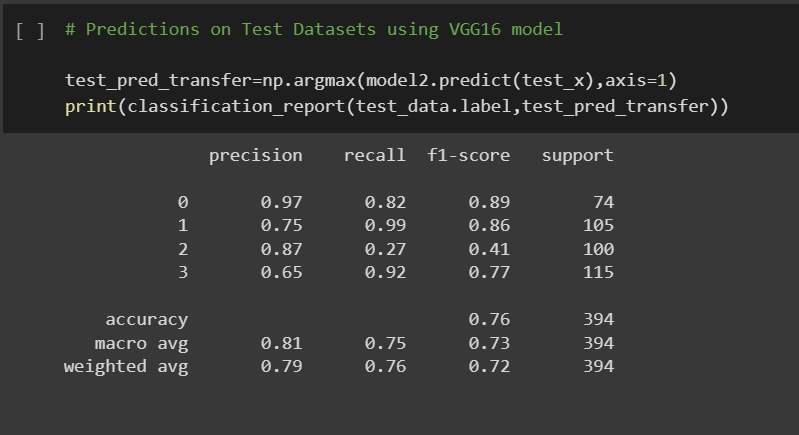 [ ] # Predictions on Test Datasets using VGG16 model
test_pred_transfer=np.argmax(model2.predict(test_x),axis=1)
print(classification_report(test_data.label,test_pred_transfer))
precision recall f1-score support
0 0.97 0.82 0.89 74
1 0.75 0.99 0.86 105
2 0.87 0.27 0.41 100
3 0.65 0.92 0.77 115
accuracy 0.76 394
macro avg 0.81 0.75 0.73 394
weighted avg 0.79 0.76 0.72 394